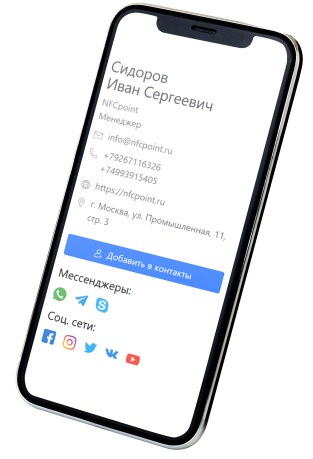 Сидоров
Иван Сергеевич
NFCpoint
Менеджер
info@nfcpoint.ru
+79267116326
+74993915405
https://nfcpoint.ru
г. Москва, ул. Промышленная, 11,
стр. 3
Добавить в контакты
Мессенджеры:
Соц. сети: